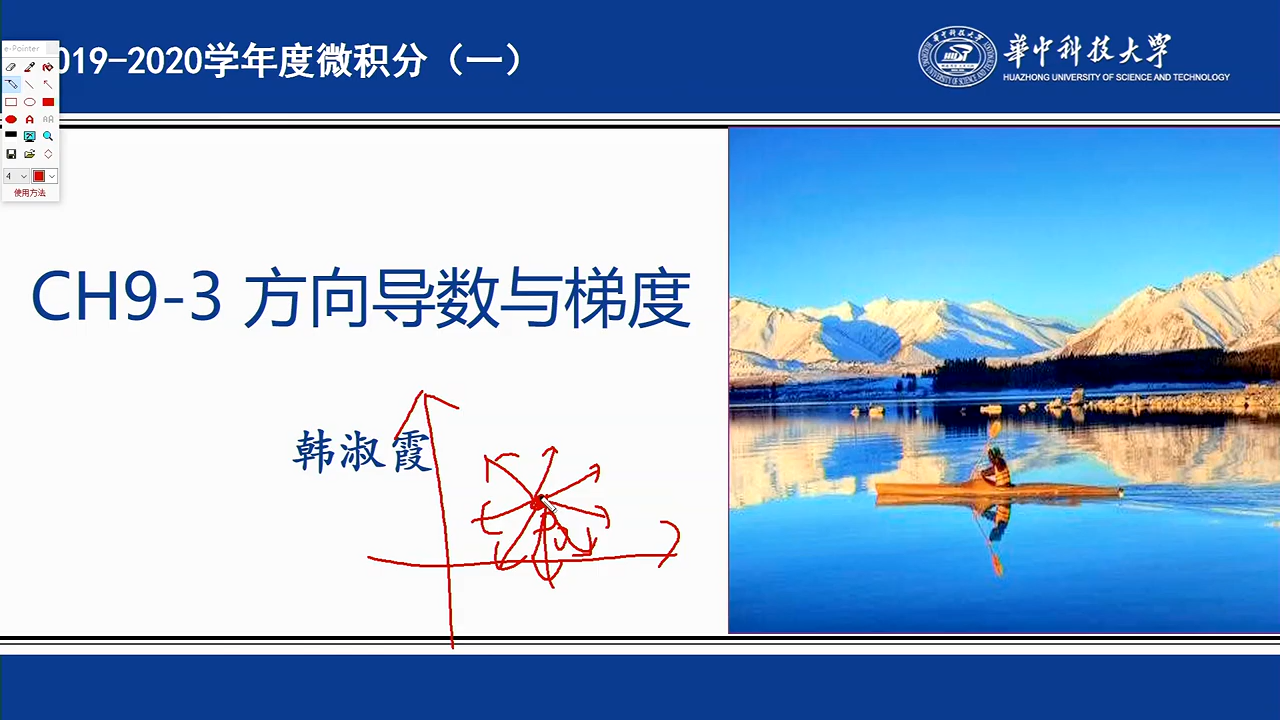 e-Pointer
019-2020学年度微积分（一）
華中科技大学
HUAZHONG UNIVERSITY OF SCIENCE AND TECHNOLOGY
A AA
4
使用方法
CH9-3 方向导数与梯度
韩淑霞